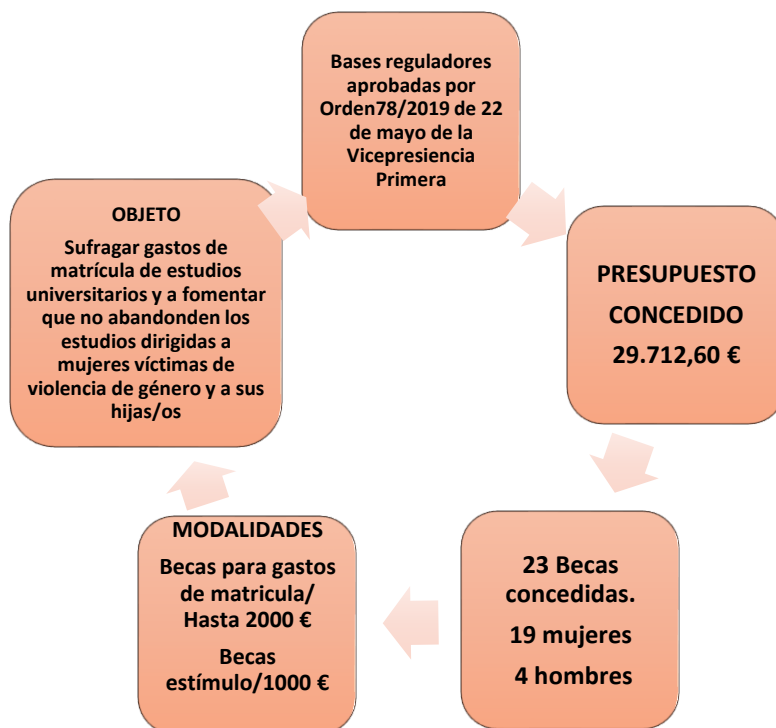 Bases reguladores
aprobadas por
Orden78/2019 de 22
de mayo de la
Vicepresiencia
Primera
PRESUPUESTO
CONCEDIDO
29.712,60 €
23 Becas
concedidas.
19 mujeres
4 hombres
MODALIDADES
Becas para gastos
de matricula/
Hasta 2000 €
Becas
estímulo/1000 €
OBJETO
Sufragar gastos de
matrícula de estudios
universitarios y a fomentar
que no abandonden los
estudios dirigidas a
mujeres víctimas de
violencia de género y a sus
hijas/os